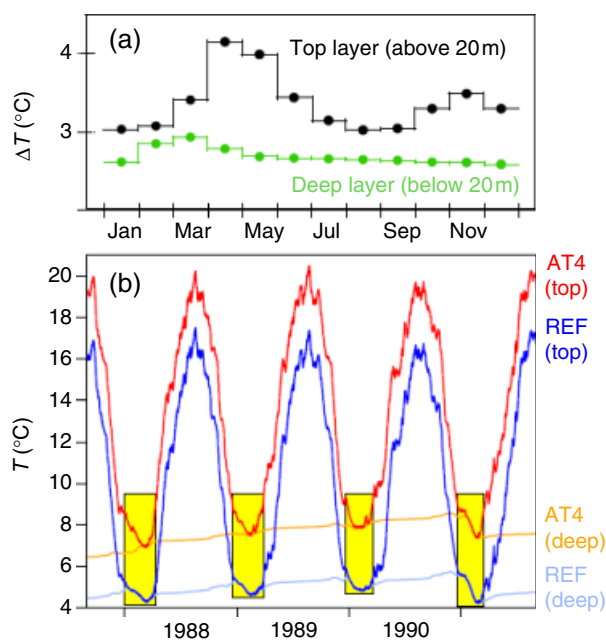 (a)
Top layer (above 20 m)
4
3
ΔT (°C)
Deep layer (below 20 m)
Jan Mar May Jul Sep Nov
(b)
20
18
16
14
12
10
8
6
4
T (°C)
AT4
(top)
REF
(top)
AT4
(deep)
REF
(deep)
1988 1989 1990